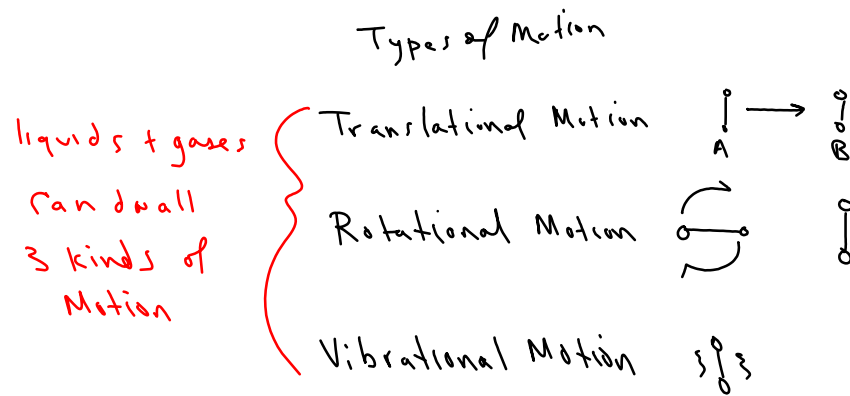 Types of Motion
Translational Motion
A B
liquids + gases
can do all
3 kinds of
Motion
Rotational Motion
Vibrational Motion